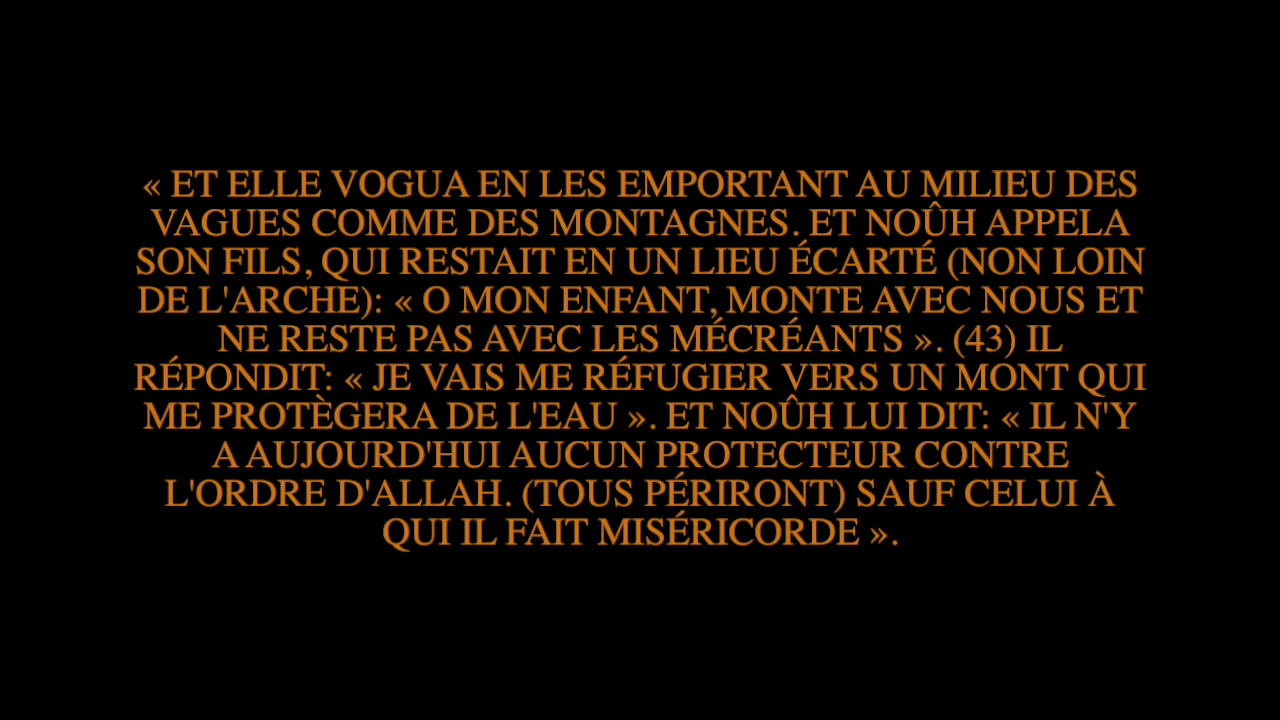 « ET ELLE VOGUA EN LES EMPORTANT AU MILIEU DES
VAGUES COMME DES MONTAGNES. ET NOÛH APPELA
SON FILS, QUI RESTAIT EN UN LIEU ÉCARTÉ (NON LOIN
DE L'ARCHE): « O MON ENFANT, MONTE AVEC NOUS ET
NE RESTE PAS AVEC LES MÉCRÉANTS ». (43) IL
RÉPONDIT: « JE VAIS ME RÉFUGIER VERS UN MONT QUI
ME PROTÈGERA DE L'EAU ». ET NOÛH LUI DIT: « IL N'Y
A AUJOURD'HUI AUCUN PROTECTEUR CONTRE
L'ORDRE D'ALLAH. (TOUS PÉRIRONT) SAUF CELUI À
QUI IL FAIT MISÉRICORDE ».